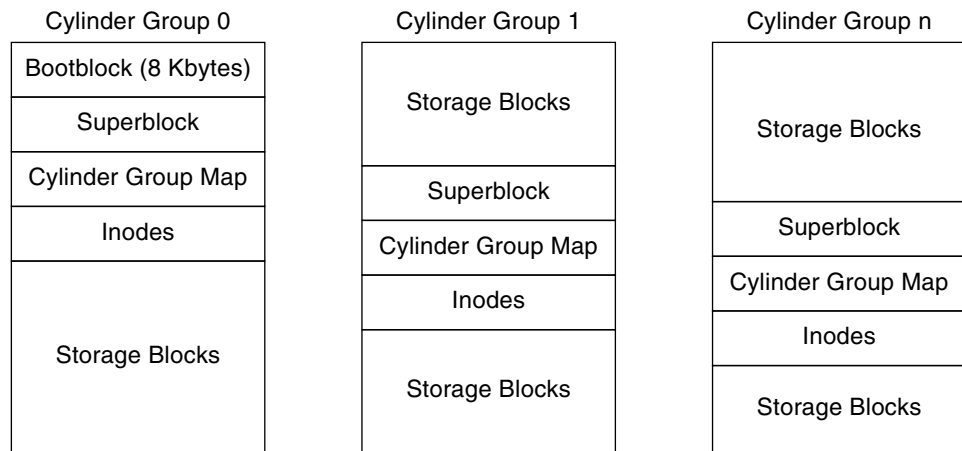 Cylinder Group 0
Bootblock (8 Kbytes)
Superblock
Cylinder Group Map
Inodes
Storage Blocks
Cylinder Group 1
Storage Blocks
Superblock
Cylinder Group Map
Inodes
Storage Blocks
Cylinder Group n
Storage Blocks
Superblock
Cylinder Group Map
Inodes
Storage Blocks